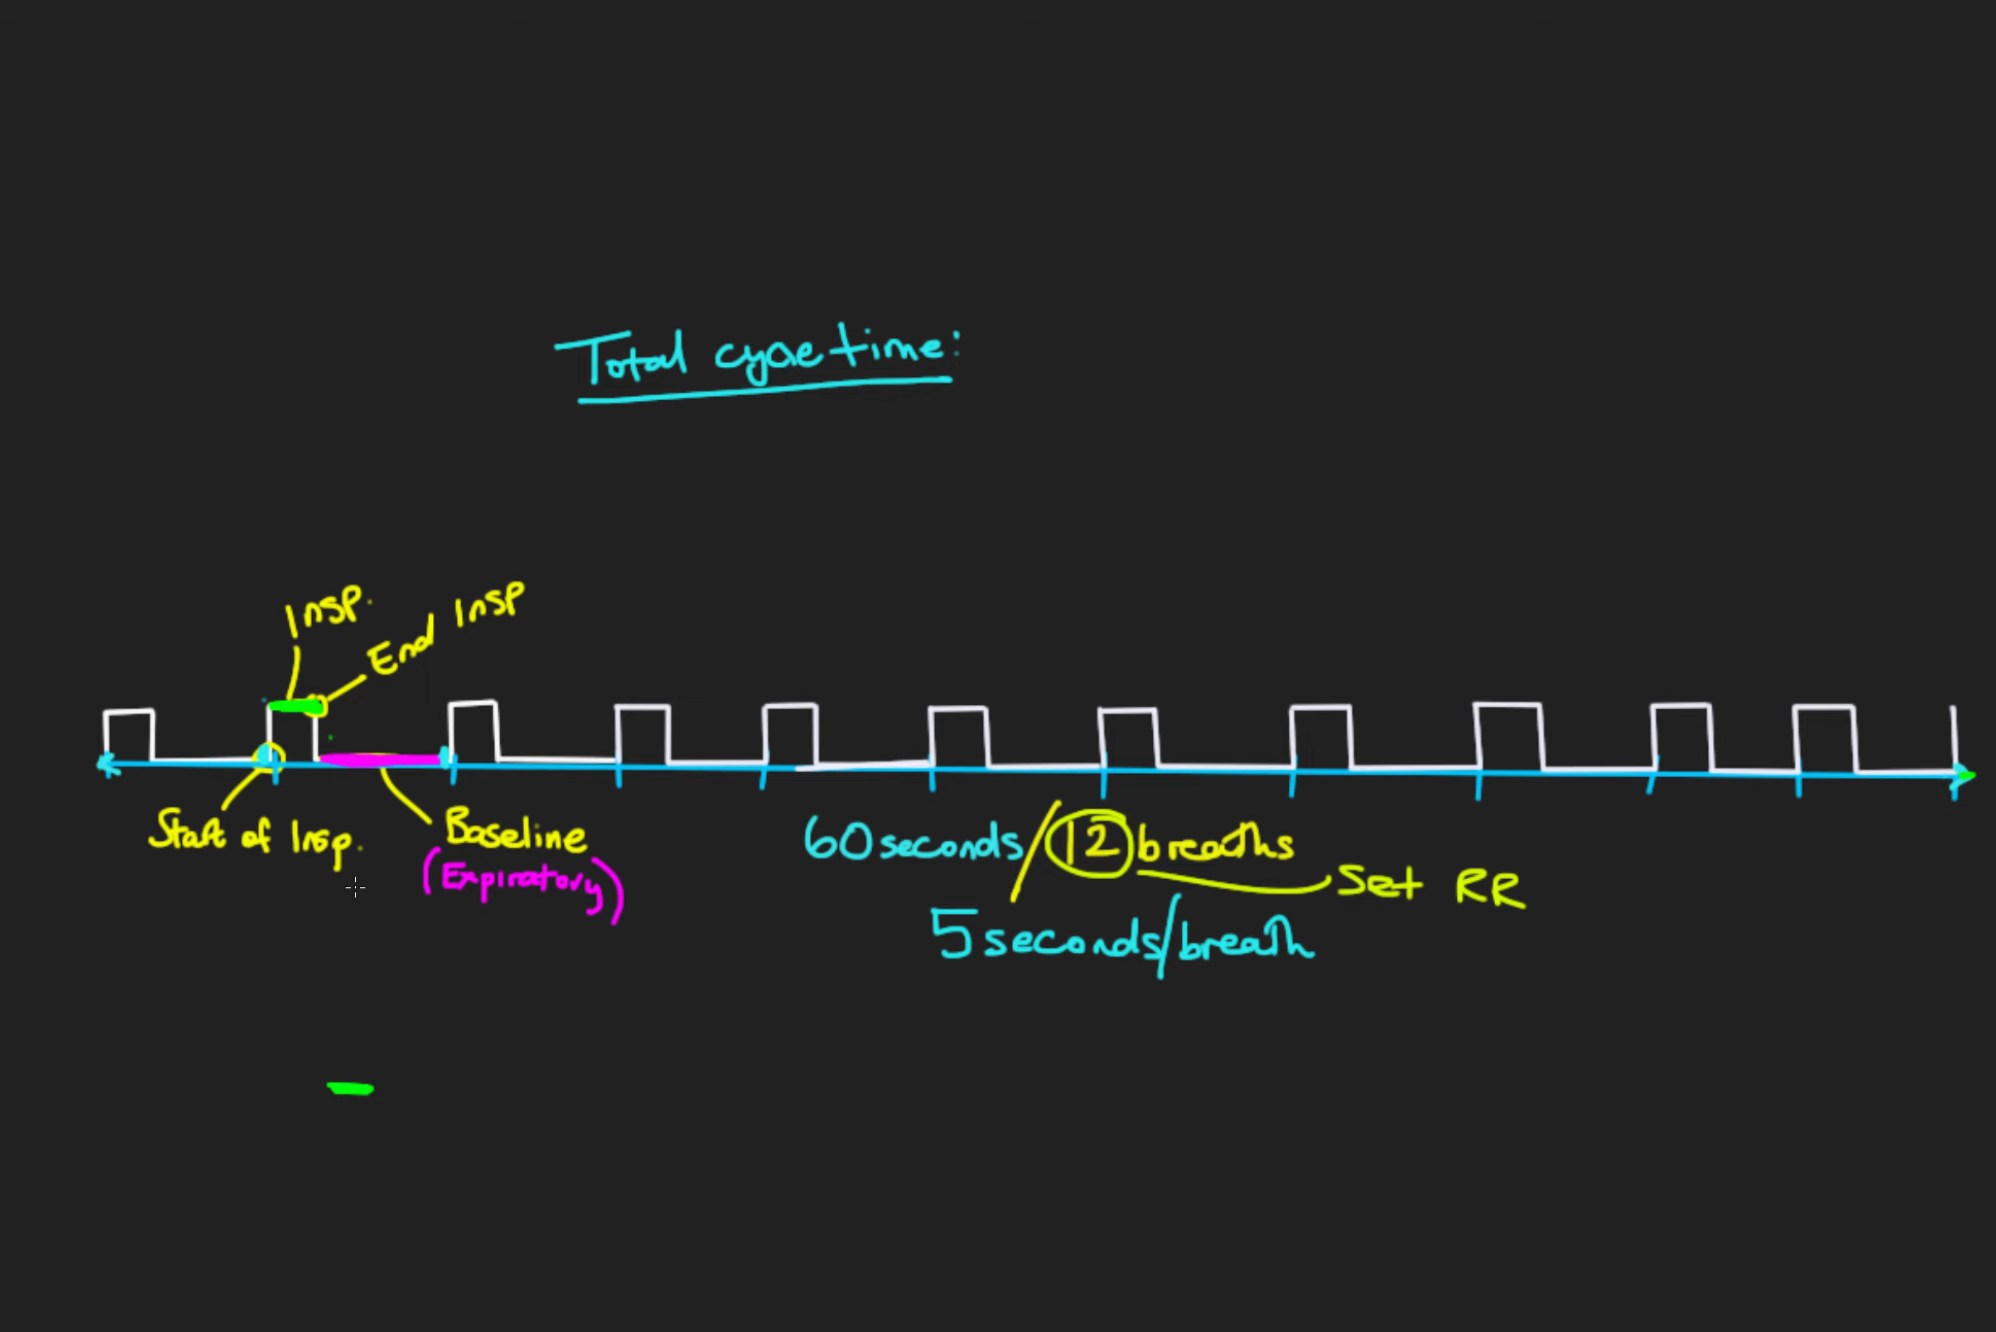 Total cycle time:
Insp.
End Insp
Start of Insp.
Baseline
(Expiratory)
60 seconds/12 breaths
Set RR
5 seconds/breath